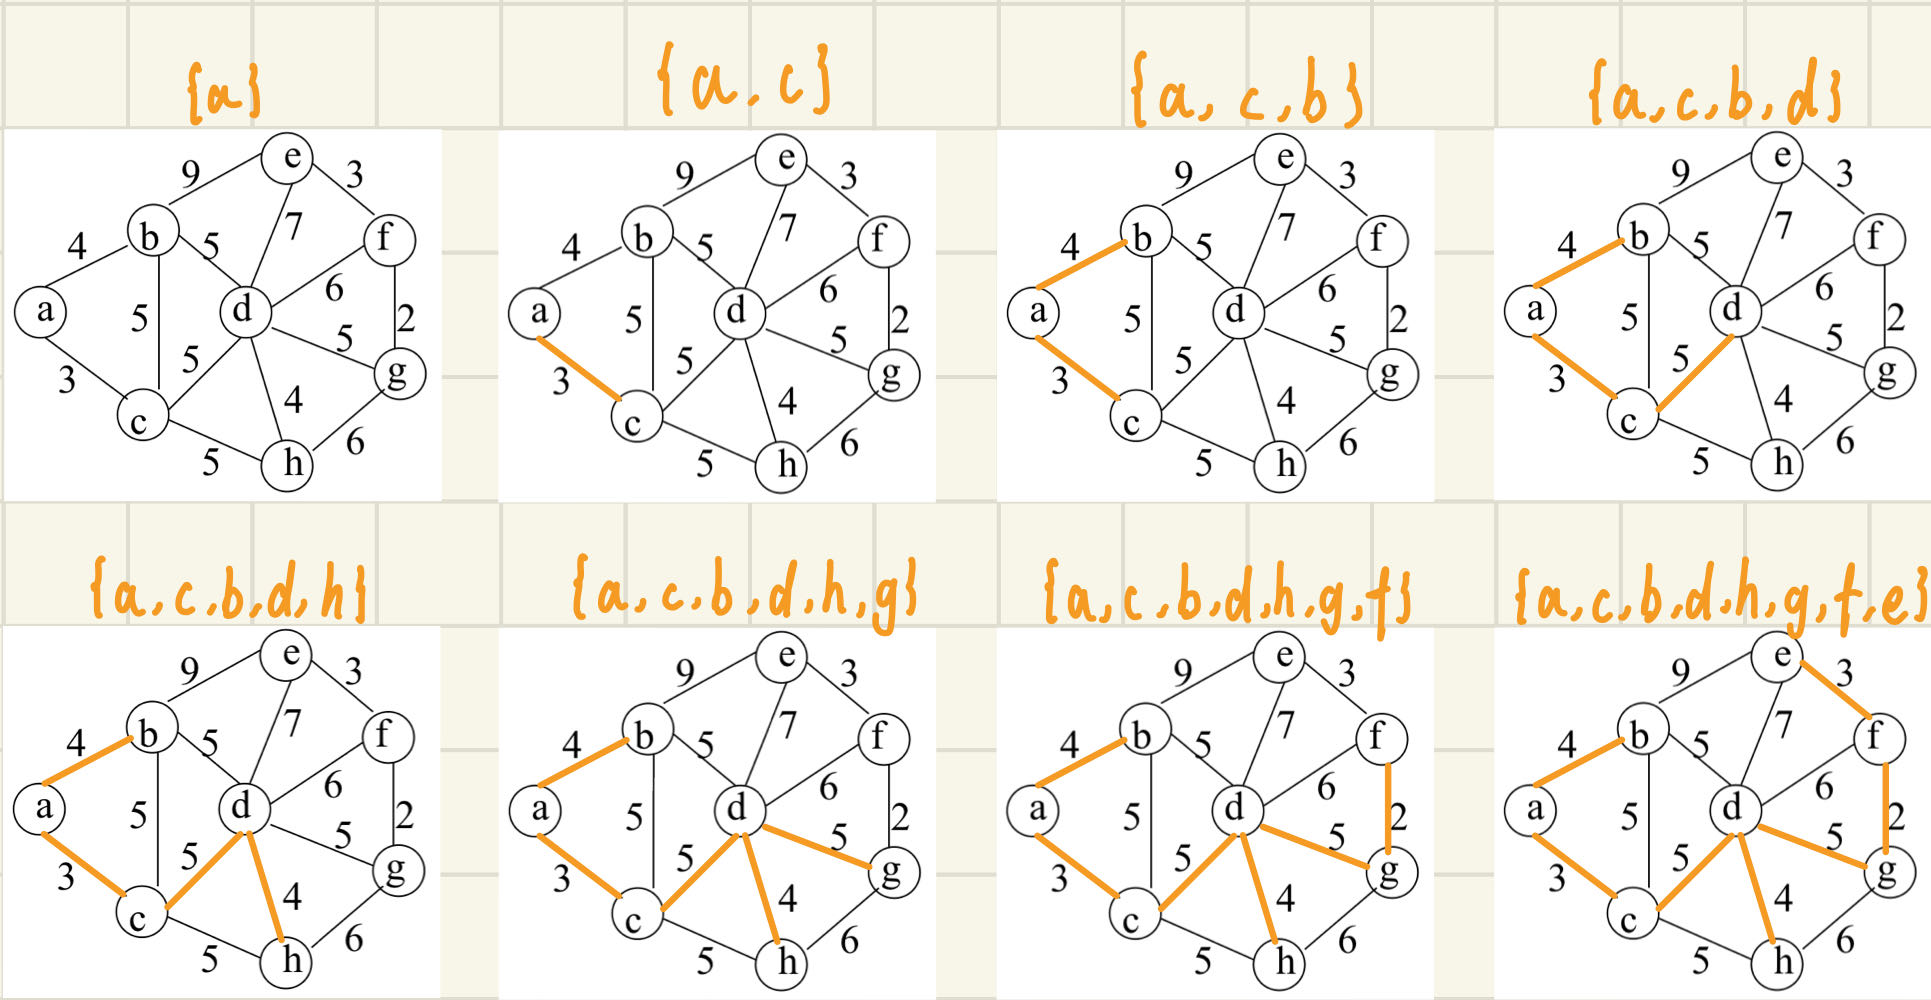 {a}
{a, c}
{a, c, b}
{a, c, b, d}
9 e 3
b 5 7 f
4 6
a 5 d 5 2
3 5 4 g
c 5 h 6
9 e 3
b 5 7 f
4 6
a 5 d 5 2
3 5 4 g
c 5 h 6
9 e 3
b 5 7 f
4 6
a 5 d 5 2
3 5 4 g
c 5 h 6
9 e 3
b 5 7 f
4 6
a 5 d 5 2
3 5 4 g
c 5 h 6
{a, c, b, d, h}
{a, c, b, d, h, g}
{a, c, b, d, h, g, f}
{a, c, b, d, h, g, f, e}
9 e 3
b 5 7 f
4 6
a 5 d 5 2
3 5 4 g
c 5 h 6
9 e 3
b 5 7 f
4 6
a 5 d 5 2
3 5 4 g
c 5 h 6
9 e 3
b 5 7 f
4 6
a 5 d 5 2
3 5 4 g
c 5 h 6
9 e 3
b 5 7 f
4 6
a 5 d 5 2
3 5 4 g
c 5 h 6